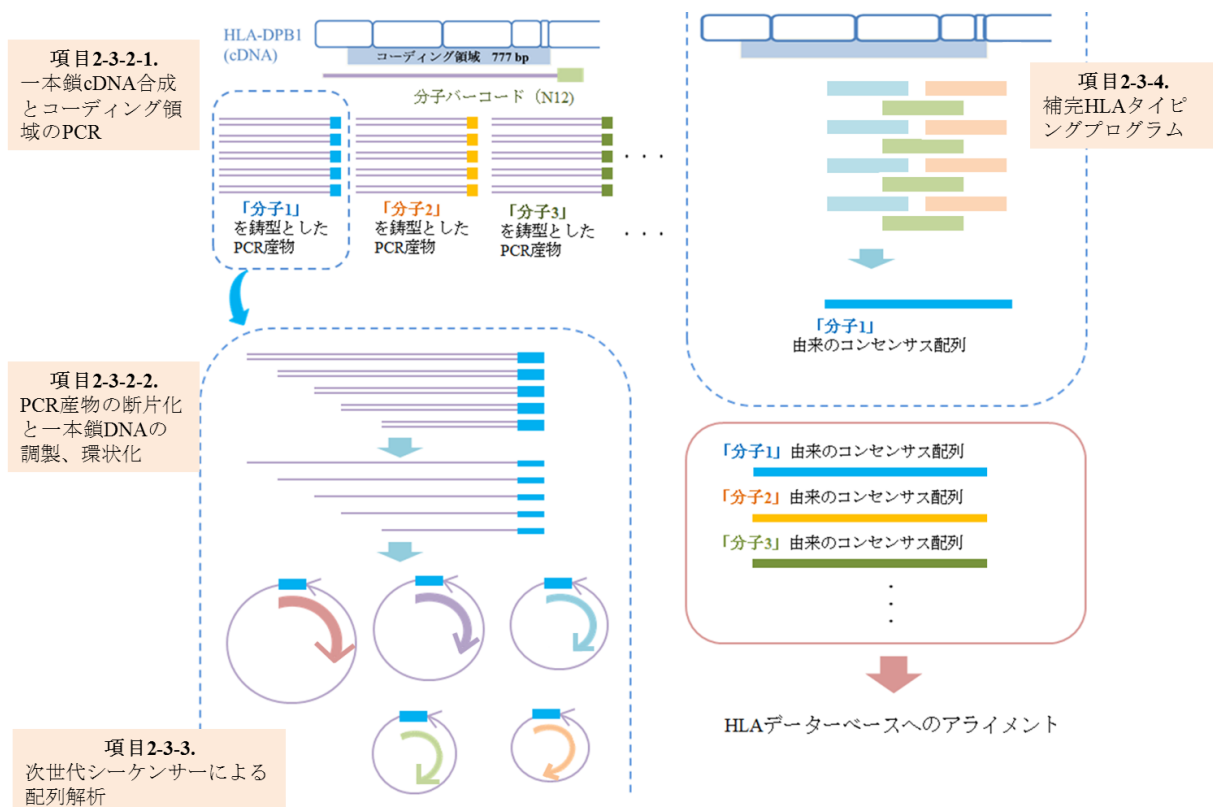 項目2-3-2-1.
一本鎖cDNA合成
とコーディング領
域のPCR
HLA-DPB1
(cDNA)
コーディング領域 777 bp
分子バーコード（N12）
「分子1」
を鋳型とした
PCR産物
「分子2」
を鋳型とした
PCR産物
「分子3」
を鋳型とした
PCR産物
・・・
・・・
項目2-3-2-2.
PCR産物の断片化
と一本鎖DNAの
調製、環状化
項目2-3-3.
次世代シーケンサーによる
配列解析
項目2-3-4.
補完HLAタイピ
ングプログラム
「分子1」
由来のコンセンサス配列
「分子1」由来のコンセンサス配列
「分子2」由来のコンセンサス配列
「分子3」由来のコンセンサス配列
・
・
・
HLAデーターベースへのアライメント